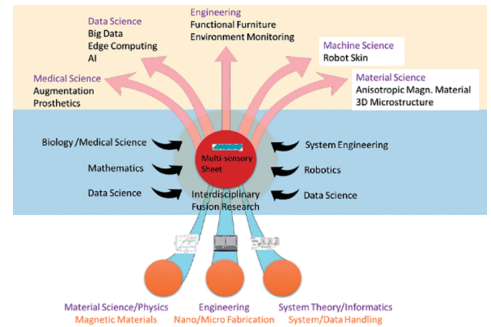 Engineering
Functional Furniture
Environment Monitoring
Data Science
Big Data
Edge Computing
AI
Machine Science
Robot Skin
Medical Science
Augmentation
Prosthetics
Material Science
Anisotropic Magn. Material
3D Microstructure
Biology /Medical Science
Mathematics
Data Science
Multi-sensory
Sheet
System Engineering
Robotics
Data Science
Interdisciplinary
Fusion Research
Material Science/Physics
Magnetic Materials
Engineering
Nano/Micro Fabrication
System Theory/Informatics
System/Data Handling